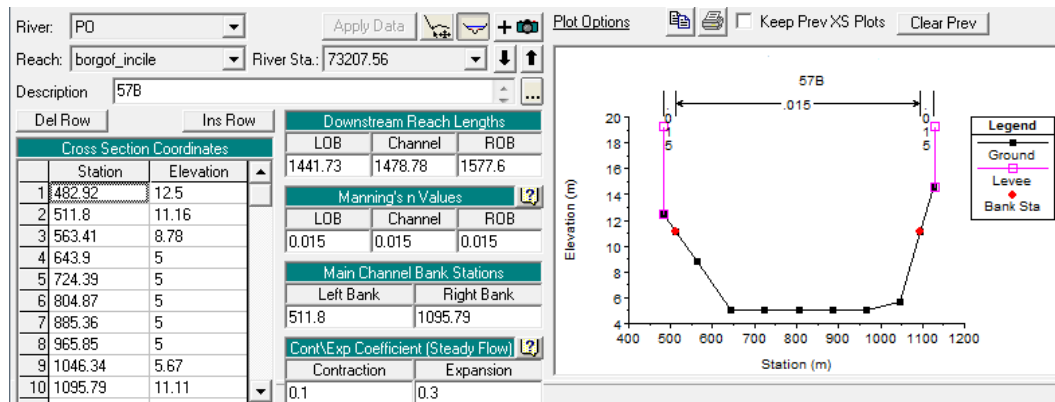 River: PO Apply Data
Reach: borgof_incile River Sta.: 73207.56
Description 57B ...
Del Row Ins Row
Cross Section Coordinates
Station Elevation
1 482.92 12.5
2 511.8 11.16
3 563.41 8.78
4 643.9 5
5 724.39 5
6 804.87 5
7 885.36 5
8 965.85 5
9 1046.34 5.67
10 1095.79 11.11
Downstream Reach Lengths
LOB Channel ROB
1441.73 1478.78 1577.6
Manning's n Values ?
LOB Channel ROB
0.015 0.015 0.015
Main Channel Bank Stations
Left Bank Right Bank
511.8 1095.79
Cont\Exp Coefficient (Steady Flow) ?
Contraction Expansion
0.1 0.3
Plot Options Keep Prev XS Plots Clear Prev
57B
.015 .015 .015
20
18
16
14
12
10
8
6
4
Elevation (m)
400 500 600 700 800 900 1000 1100 1200
Station (m)
Legend
Ground
Levee
Bank Sta